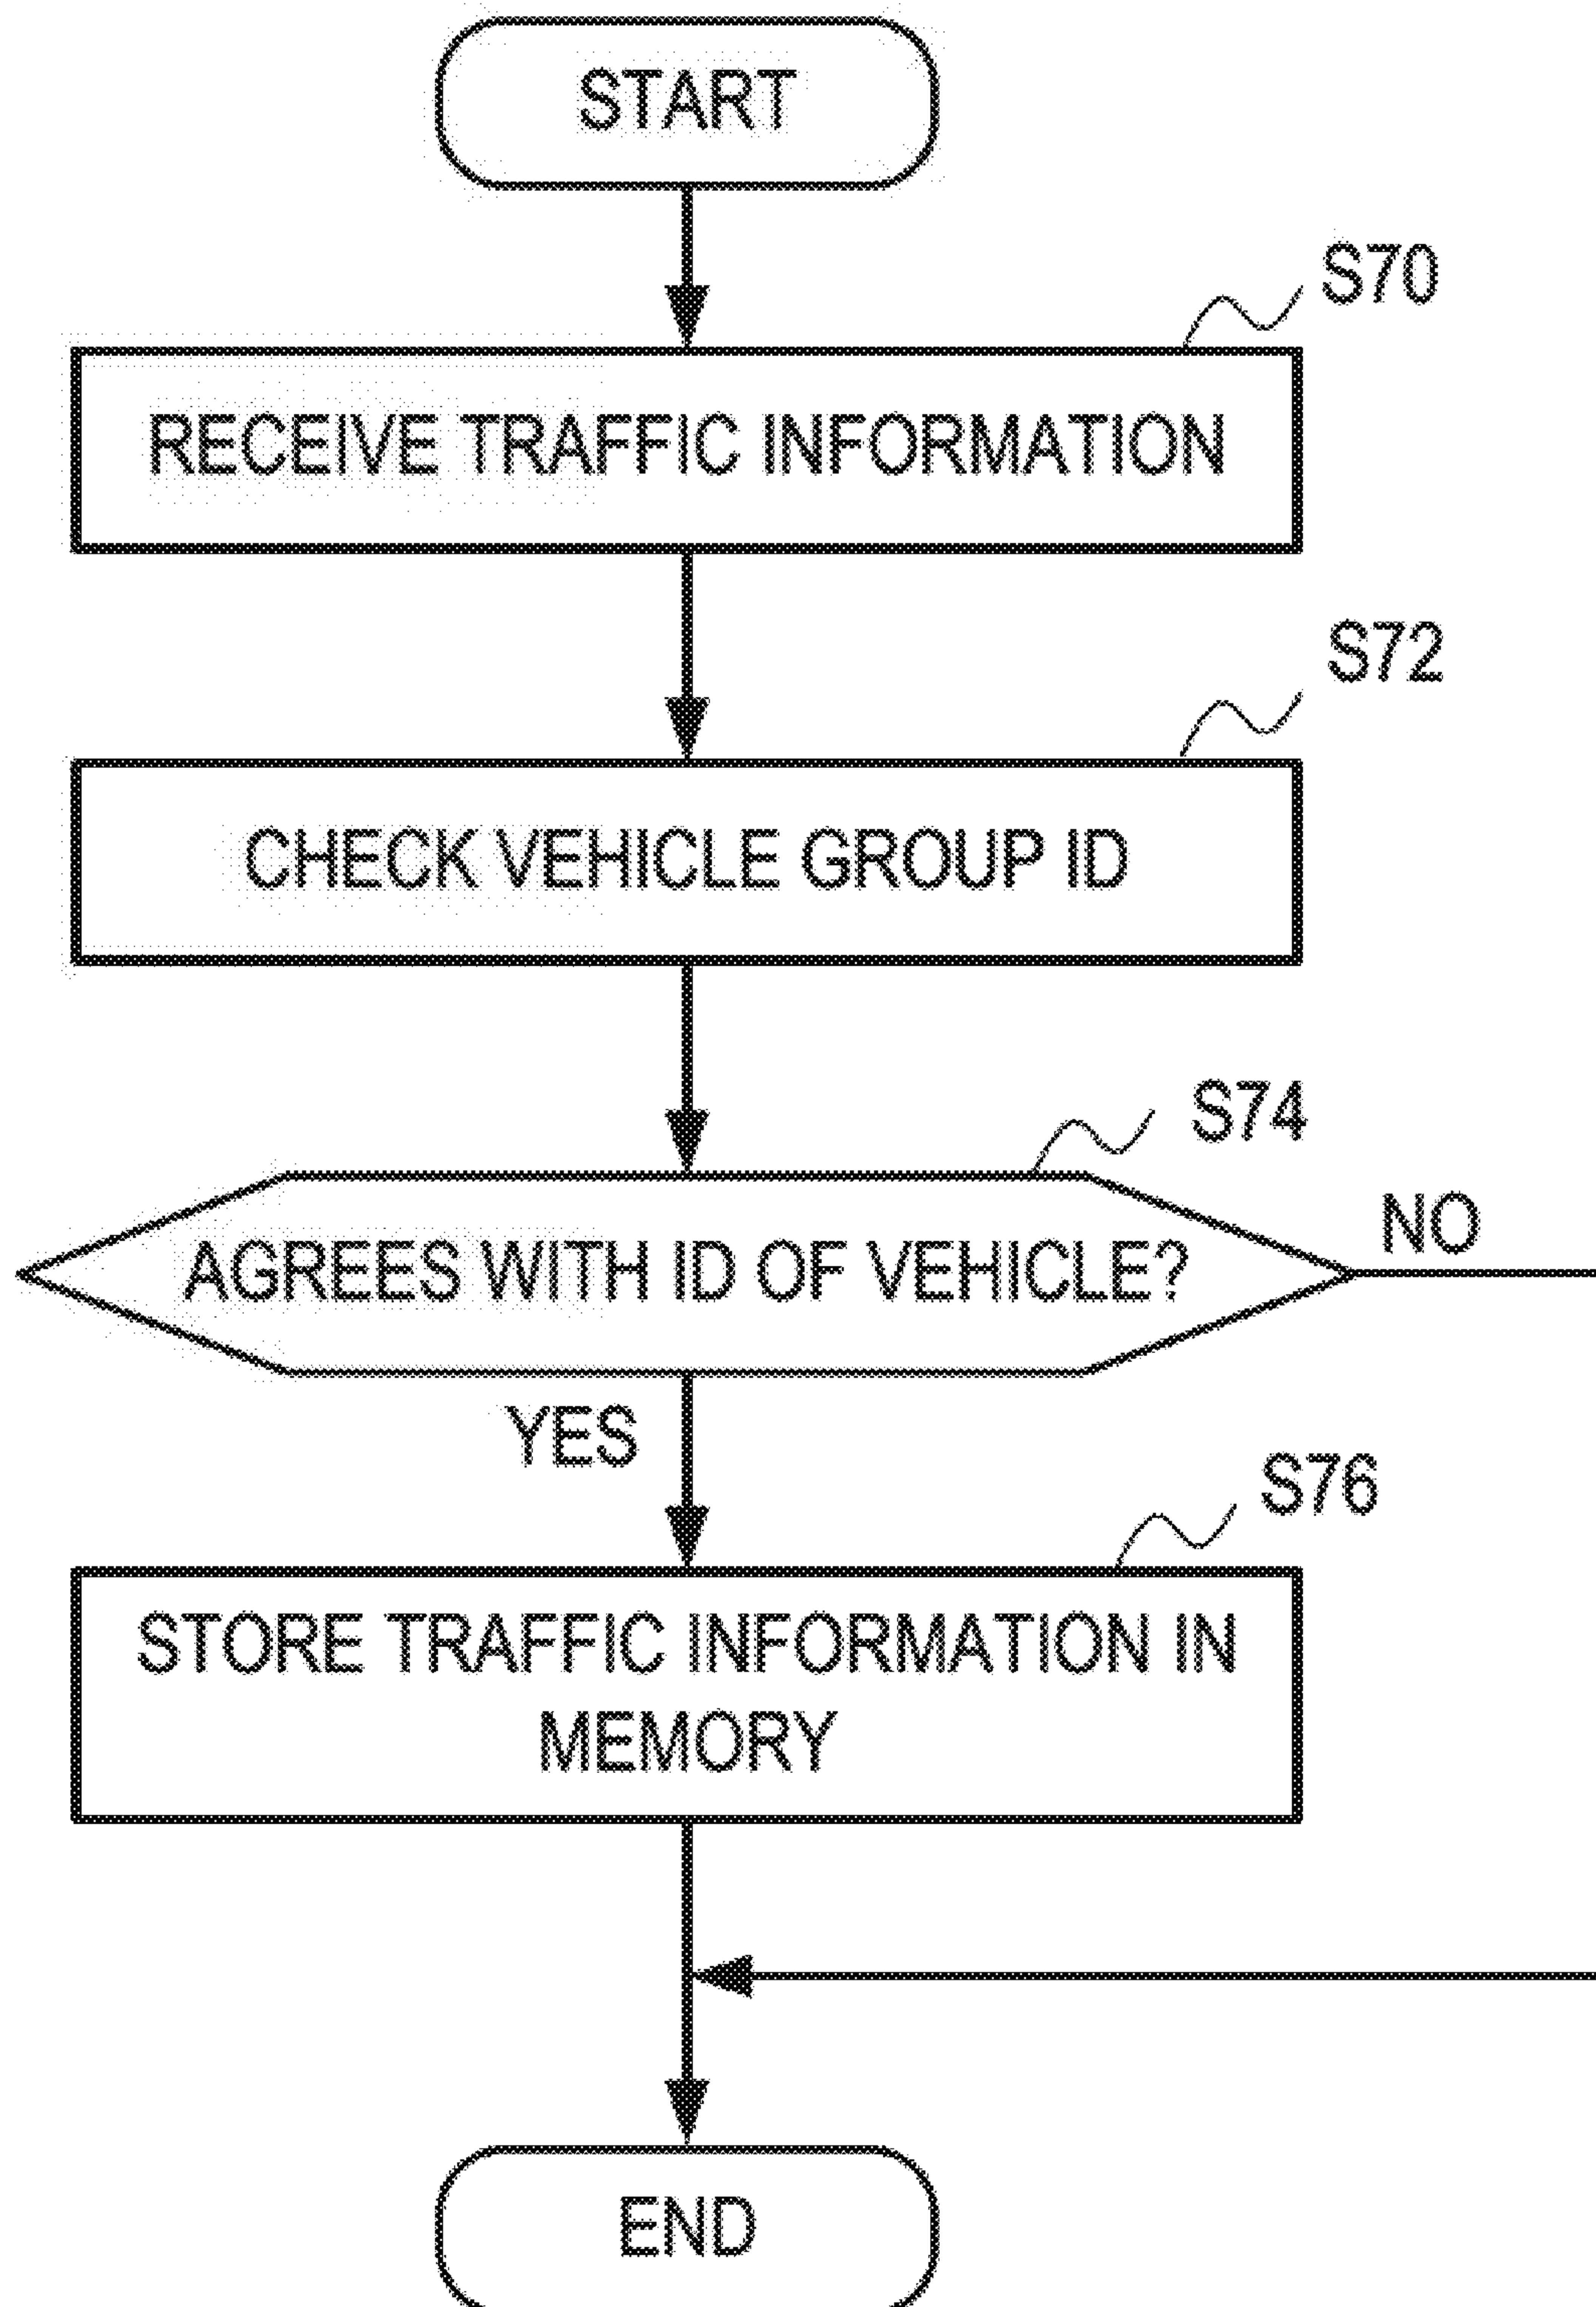 START
S70
RECEIVE TRAFFIC INFORMATION
S72
CHECK VEHICLE GROUP ID
S74
AGREES WITH ID OF VEHICLE?
NO
YES
S76
STORE TRAFFIC INFORMATION IN
MEMORY
END